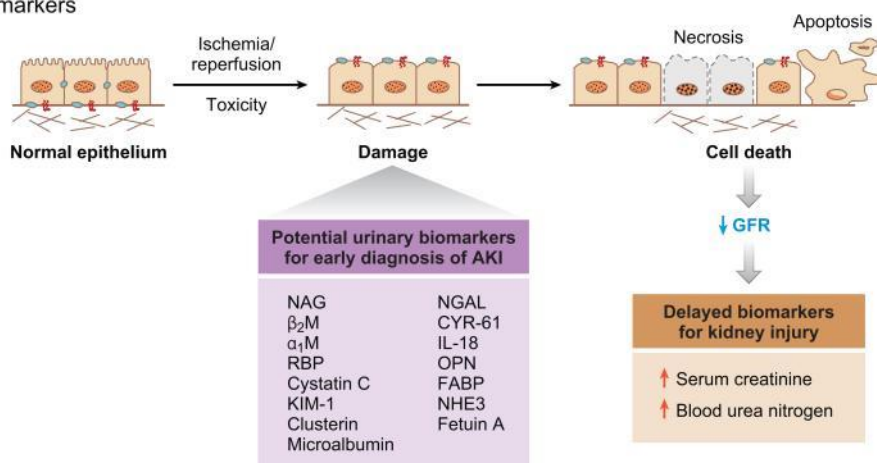 markers
Ischemia/
reperfusion
Toxicity
Necrosis
Apoptosis
Normal epithelium
Damage
Cell death
Potential urinary biomarkers
for early diagnosis of AKI
NAG
β₂M
α₁M
RBP
Cystatin C
KIM-1
Clusterin
Microalbumin
NGAL
CYR-61
IL-18
OPN
FABP
NHE3
Fetuin A
↓ GFR
Delayed biomarkers
for kidney injury
↑ Serum creatinine
↑ Blood urea nitrogen